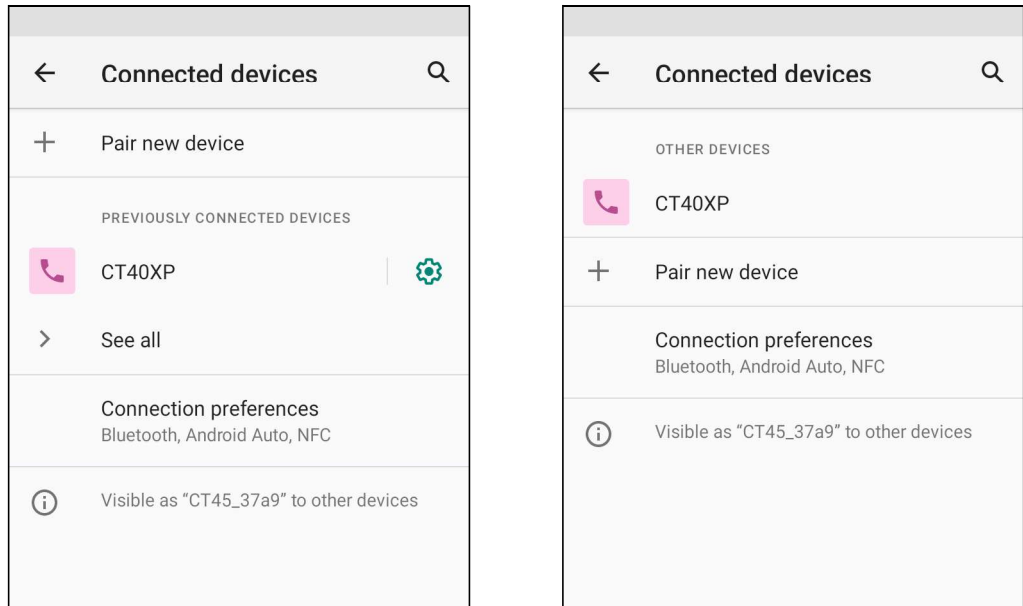 Connected devices
Pair new device
PREVIOUSLY CONNECTED DEVICES
CT40XP
See all
Connection preferences
Bluetooth, Android Auto, NFC
Visible as “CT45_37a9” to other devices
Connected devices
OTHER DEVICES
CT40XP
Pair new device
Connection preferences
Bluetooth, Android Auto, NFC
Visible as “CT45_37a9” to other devices